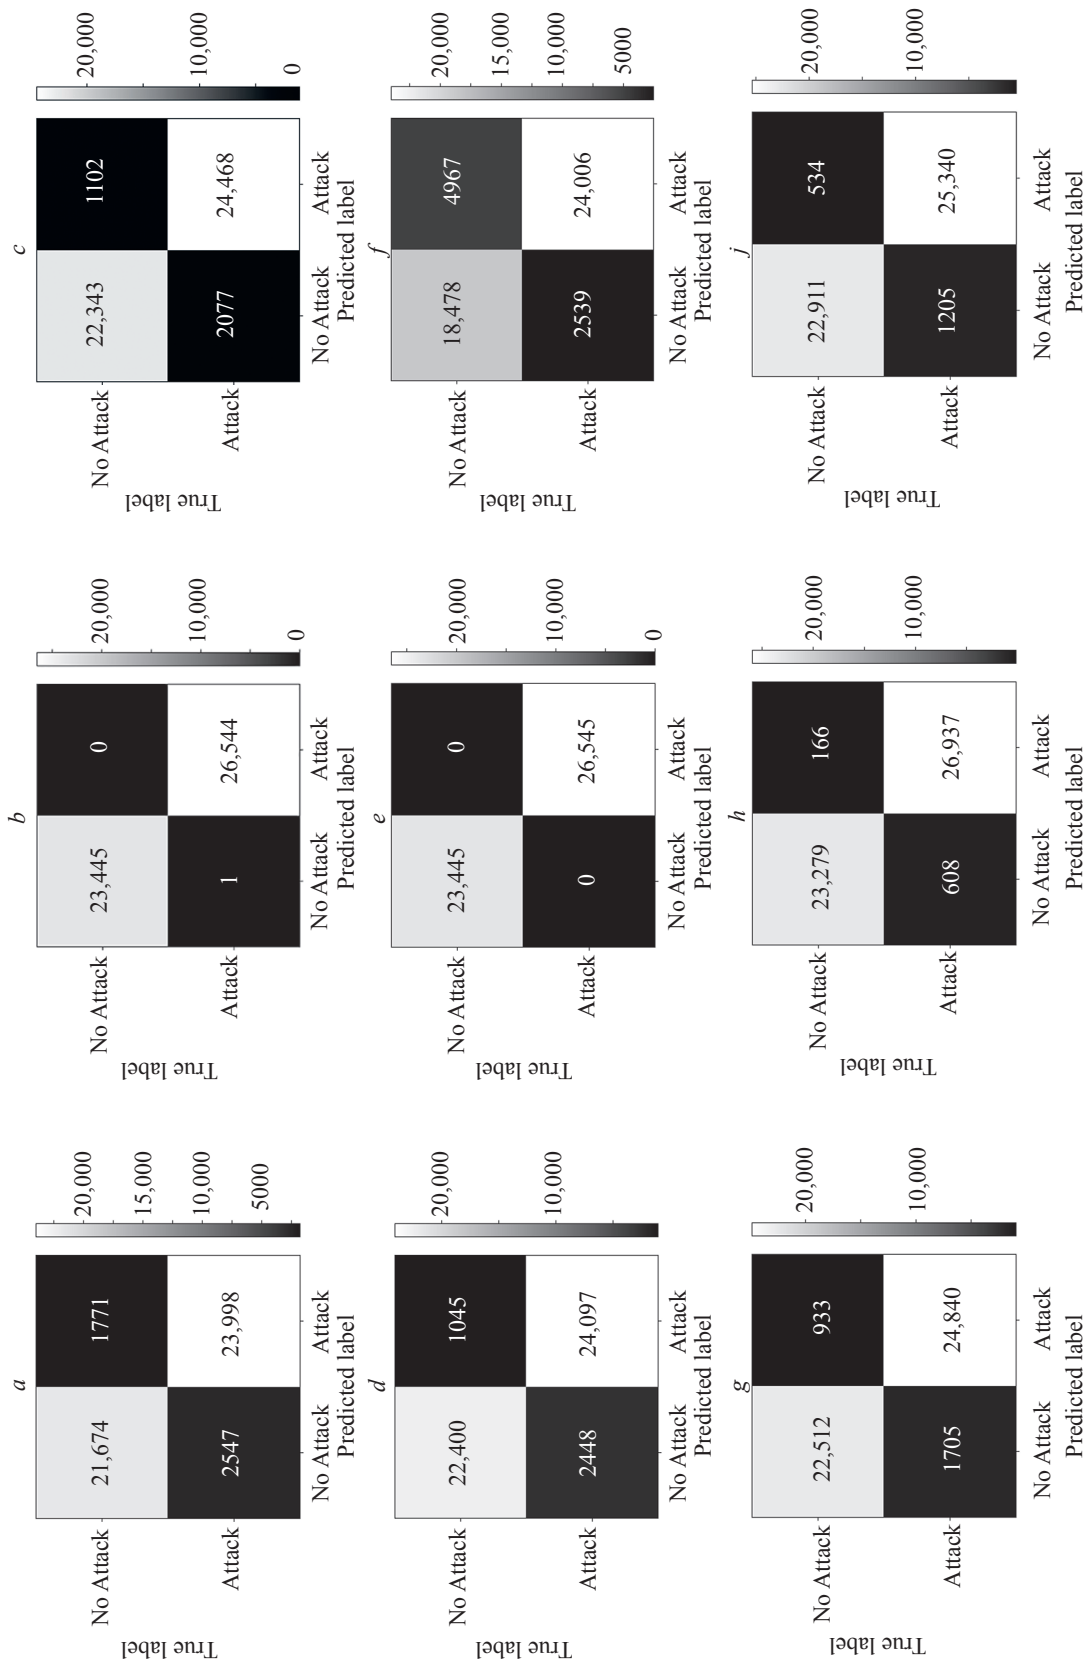 a
True label
No Attack
Attack
21,674
1771
2547
23,998
No Attack
Attack
Predicted label
20,000
15,000
10,000
5000
b
True label
No Attack
Attack
23,445
0
1
26,544
No Attack
Attack
Predicted label
20,000
10,000
0
c
True label
No Attack
Attack
22,343
1102
2077
24,468
No Attack
Attack
Predicted label
20,000
10,000
0
d
True label
No Attack
Attack
22,400
1045
2448
24,097
No Attack
Attack
Predicted label
20,000
10,000
e
True label
No Attack
Attack
23,445
0
0
26,545
No Attack
Attack
Predicted label
20,000
10,000
0
f
True label
No Attack
Attack
18,478
4967
2539
24,006
No Attack
Attack
Predicted label
20,000
15,000
10,000
5000
g
True label
No Attack
Attack
22,512
933
1705
24,840
No Attack
Attack
Predicted label
20,000
10,000
h
True label
No Attack
Attack
23,279
166
608
26,937
No Attack
Attack
Predicted label
20,000
10,000
j
True label
No Attack
Attack
22,911
534
1205
25,340
No Attack
Attack
Predicted label
20,000
10,000